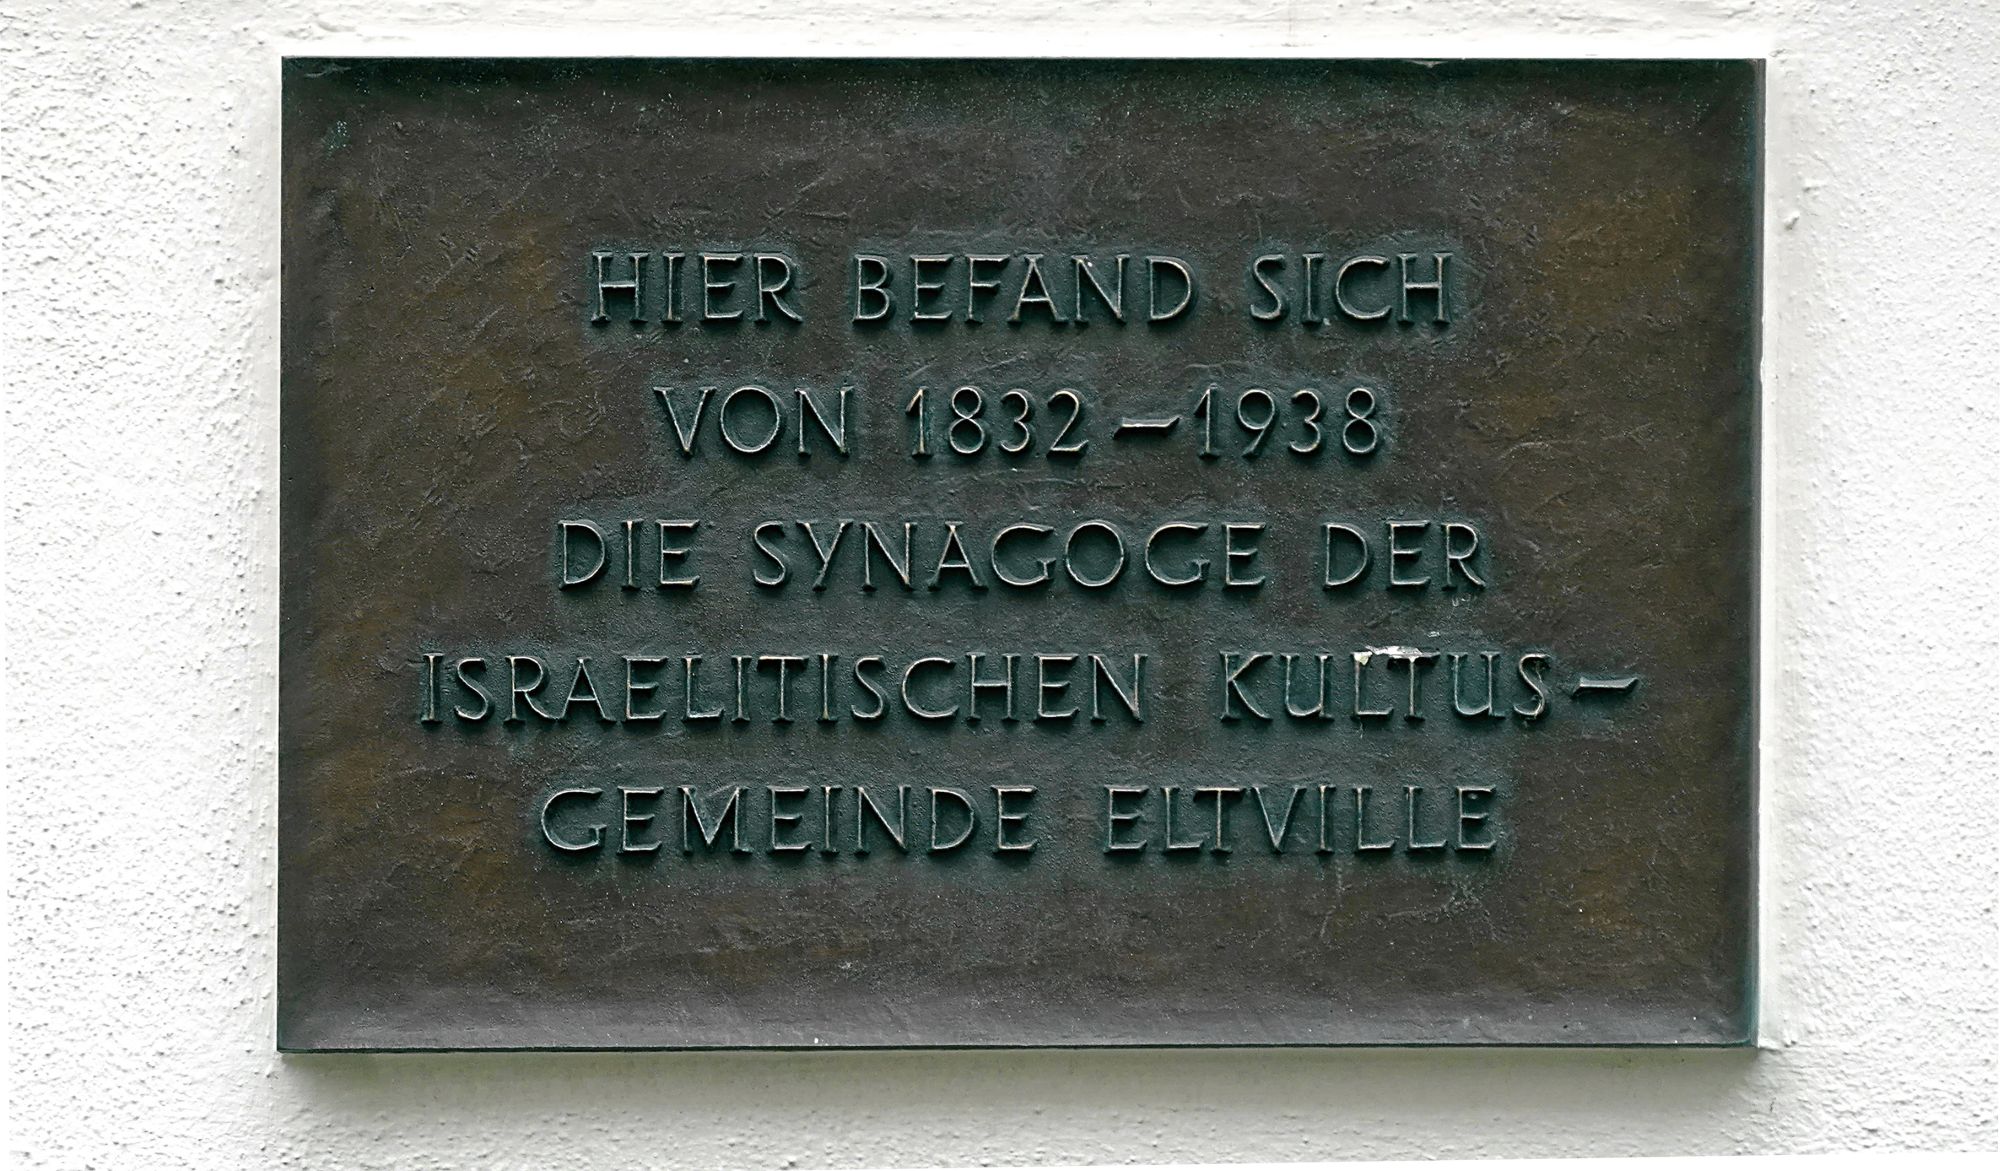 HIER BEFAND SICH
VON 1832–1938
DIE SYNAGOGE DER
ISRAELITISCHEN KULTUS–
GEMEINDE ELTVILLE